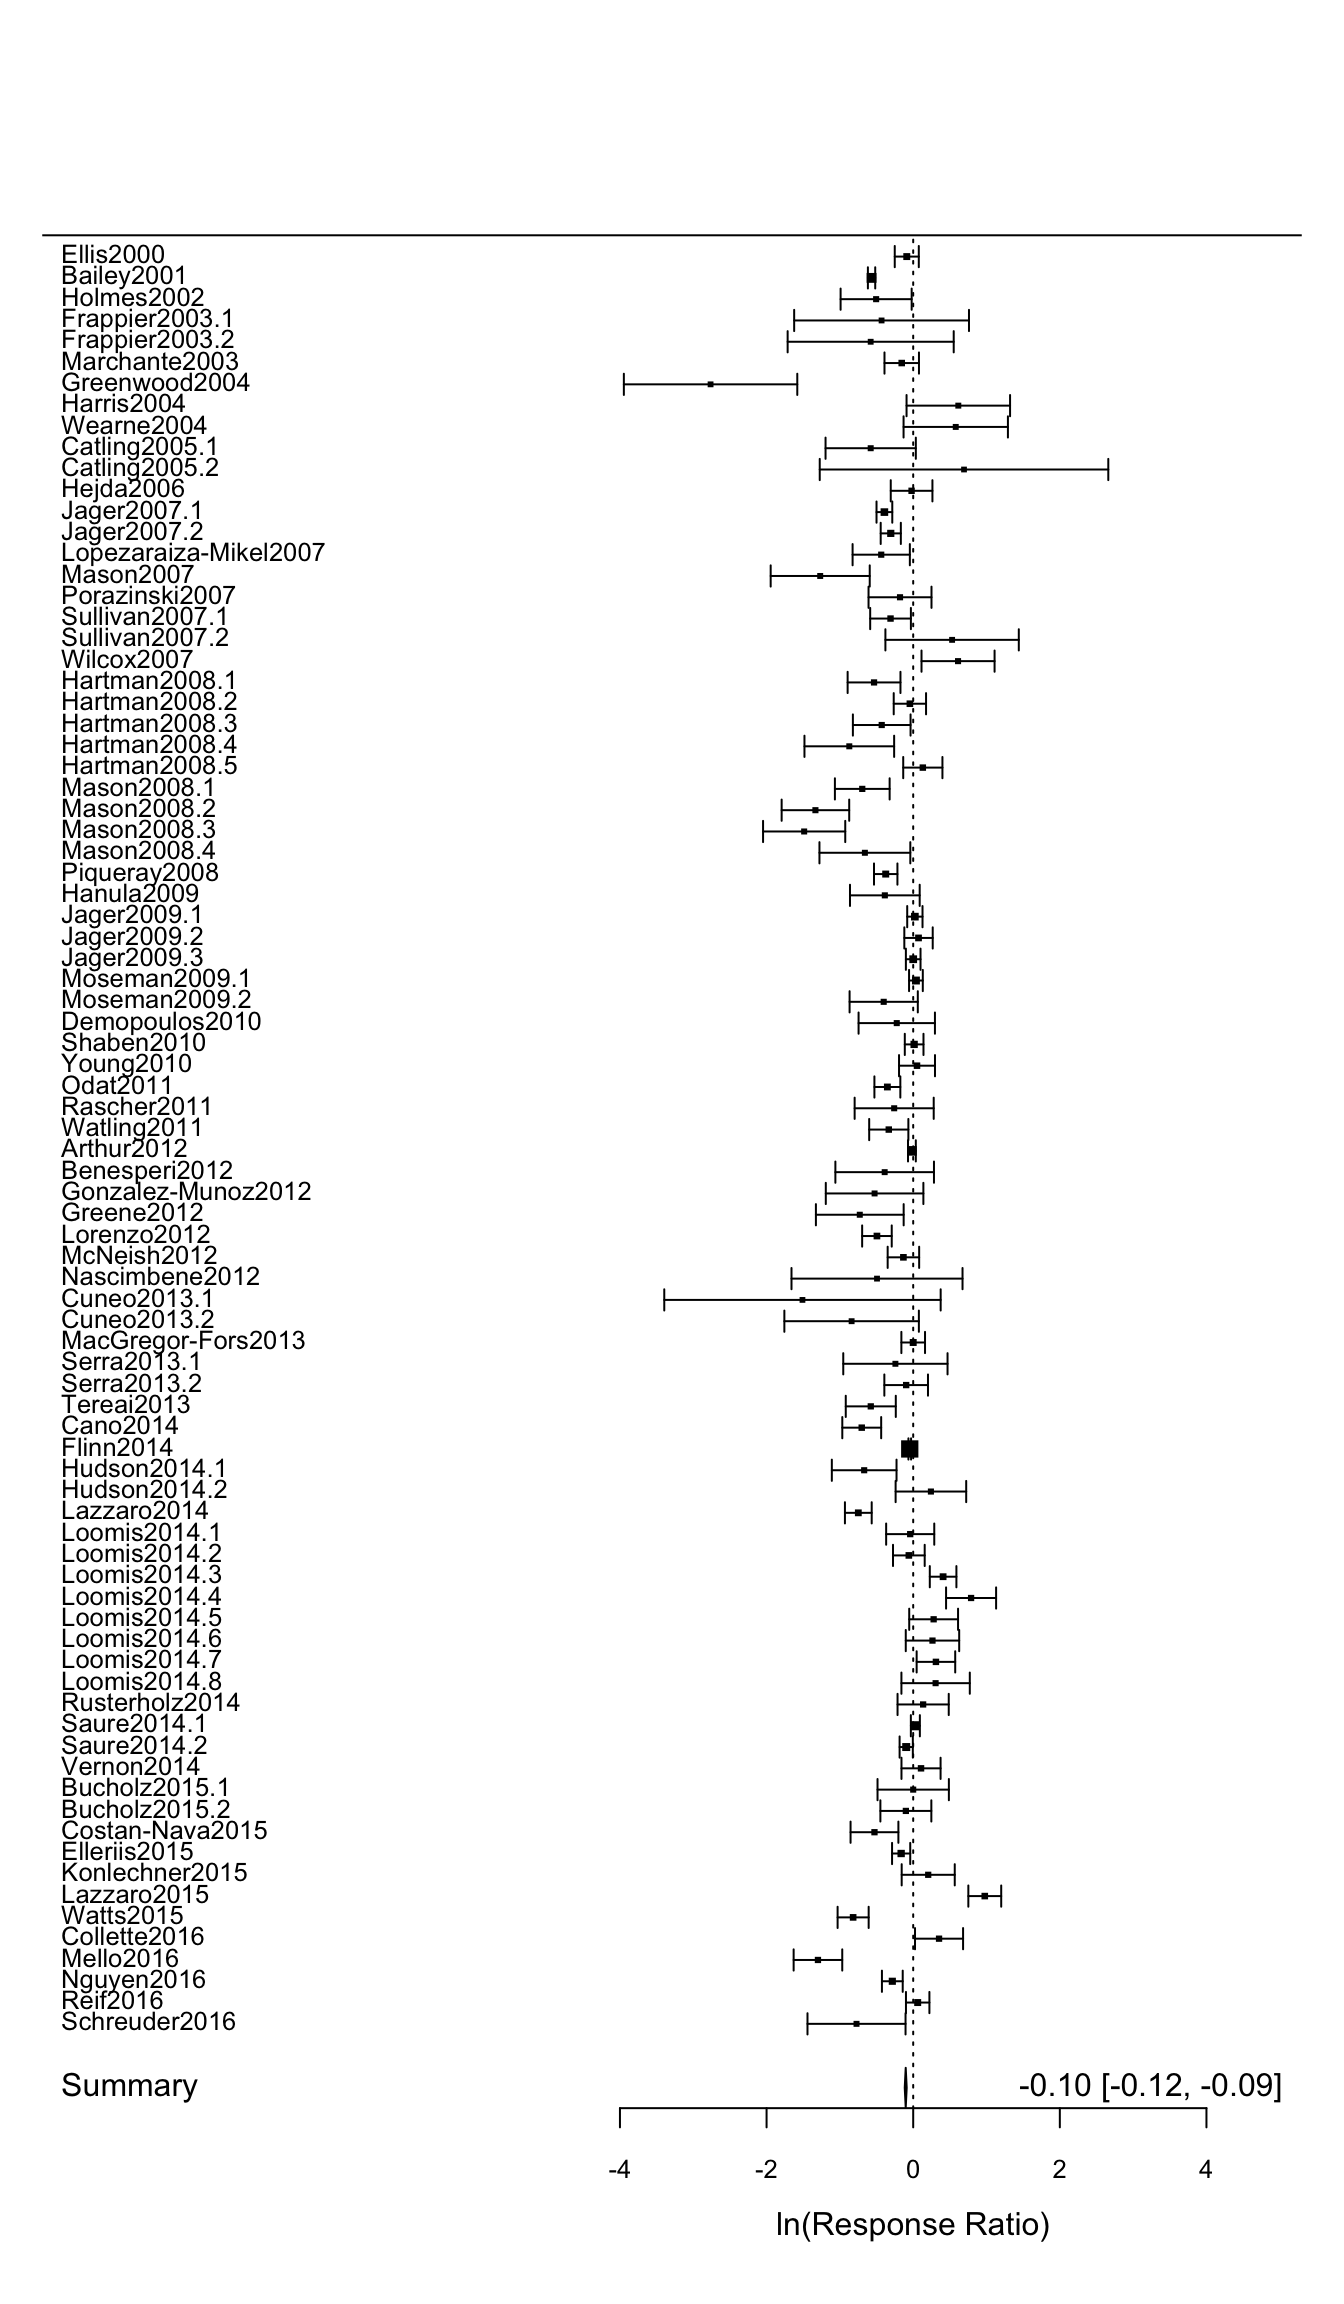 Ellis2000
Bailey2001
Holmes2002
Frappier2003.1
Frappier2003.2
Marchante2003
Greenwood2004
Harris2004
Wearne2004
Catling2005.1
Catling2005.2
Hejda2006
Jager2007.1
Jager2007.2
Lopezaraiza-Mikel2007
Mason2007
Porazinski2007
Sullivan2007.1
Sullivan2007.2
Wilcox2007
Hartman2008.1
Hartman2008.2
Hartman2008.3
Hartman2008.4
Hartman2008.5
Mason2008.1
Mason2008.2
Mason2008.3
Mason2008.4
Piqueray2008
Hanula2009
Jager2009.1
Jager2009.2
Jager2009.3
Moseman2009.1
Moseman2009.2
Demopoulos2010
Shaben2010
Young2010
Odat2011
Rascher2011
Watling2011
Arthur2012
Benesperi2012
Gonzalez-Munoz2012
Greene2012
Lorenzo2012
McNeish2012
Nascimbene2012
Cuneo2013.1
Cuneo2013.2
MacGregor-Fors2013
Serra2013.1
Serra2013.2
Tereai2013
Cano2014
Flinn2014
Hudson2014.1
Hudson2014.2
Lazzaro2014
Loomis2014.1
Loomis2014.2
Loomis2014.3
Loomis2014.4
Loomis2014.5
Loomis2014.6
Loomis2014.7
Loomis2014.8
Rusterholz2014
Saure2014.1
Saure2014.2
Vernon2014
Bucholz2015.1
Bucholz2015.2
Costan-Nava2015
Elleriis2015
Konlechner2015
Lazzaro2015
Watts2015
Collette2016
Mello2016
Nguyen2016
Reif2016
Schreuder2016
Summary -0.10 [-0.12, -0.09]
-4 -2 0 2 4
ln(Response Ratio)